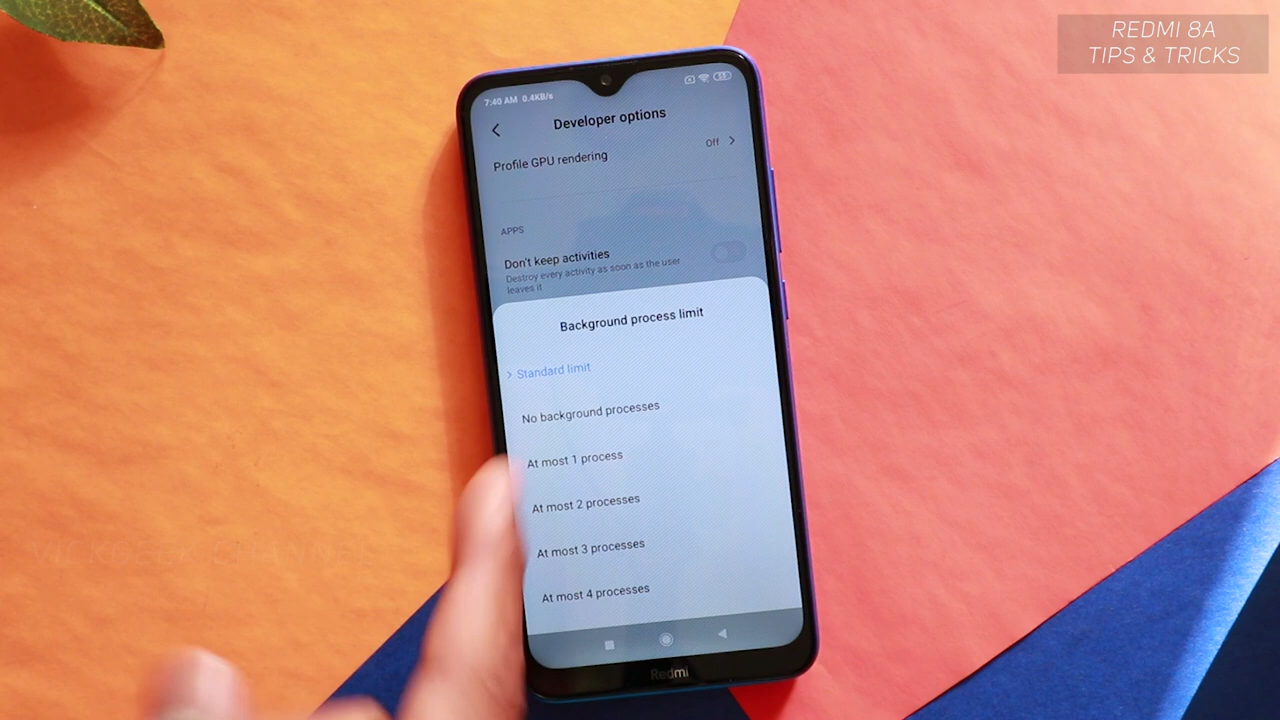 REDMI 8A
TIPS & TRICKS
7:40 AM 0.4KB/s
Developer options
Profile GPU rendering
Off
APPS
Don't keep activities
Destroy every activity as soon as the user
leaves it
Background process limit
Standard limit
No background processes
At most 1 process
At most 2 processes
At most 3 processes
At most 4 processes
Redmi